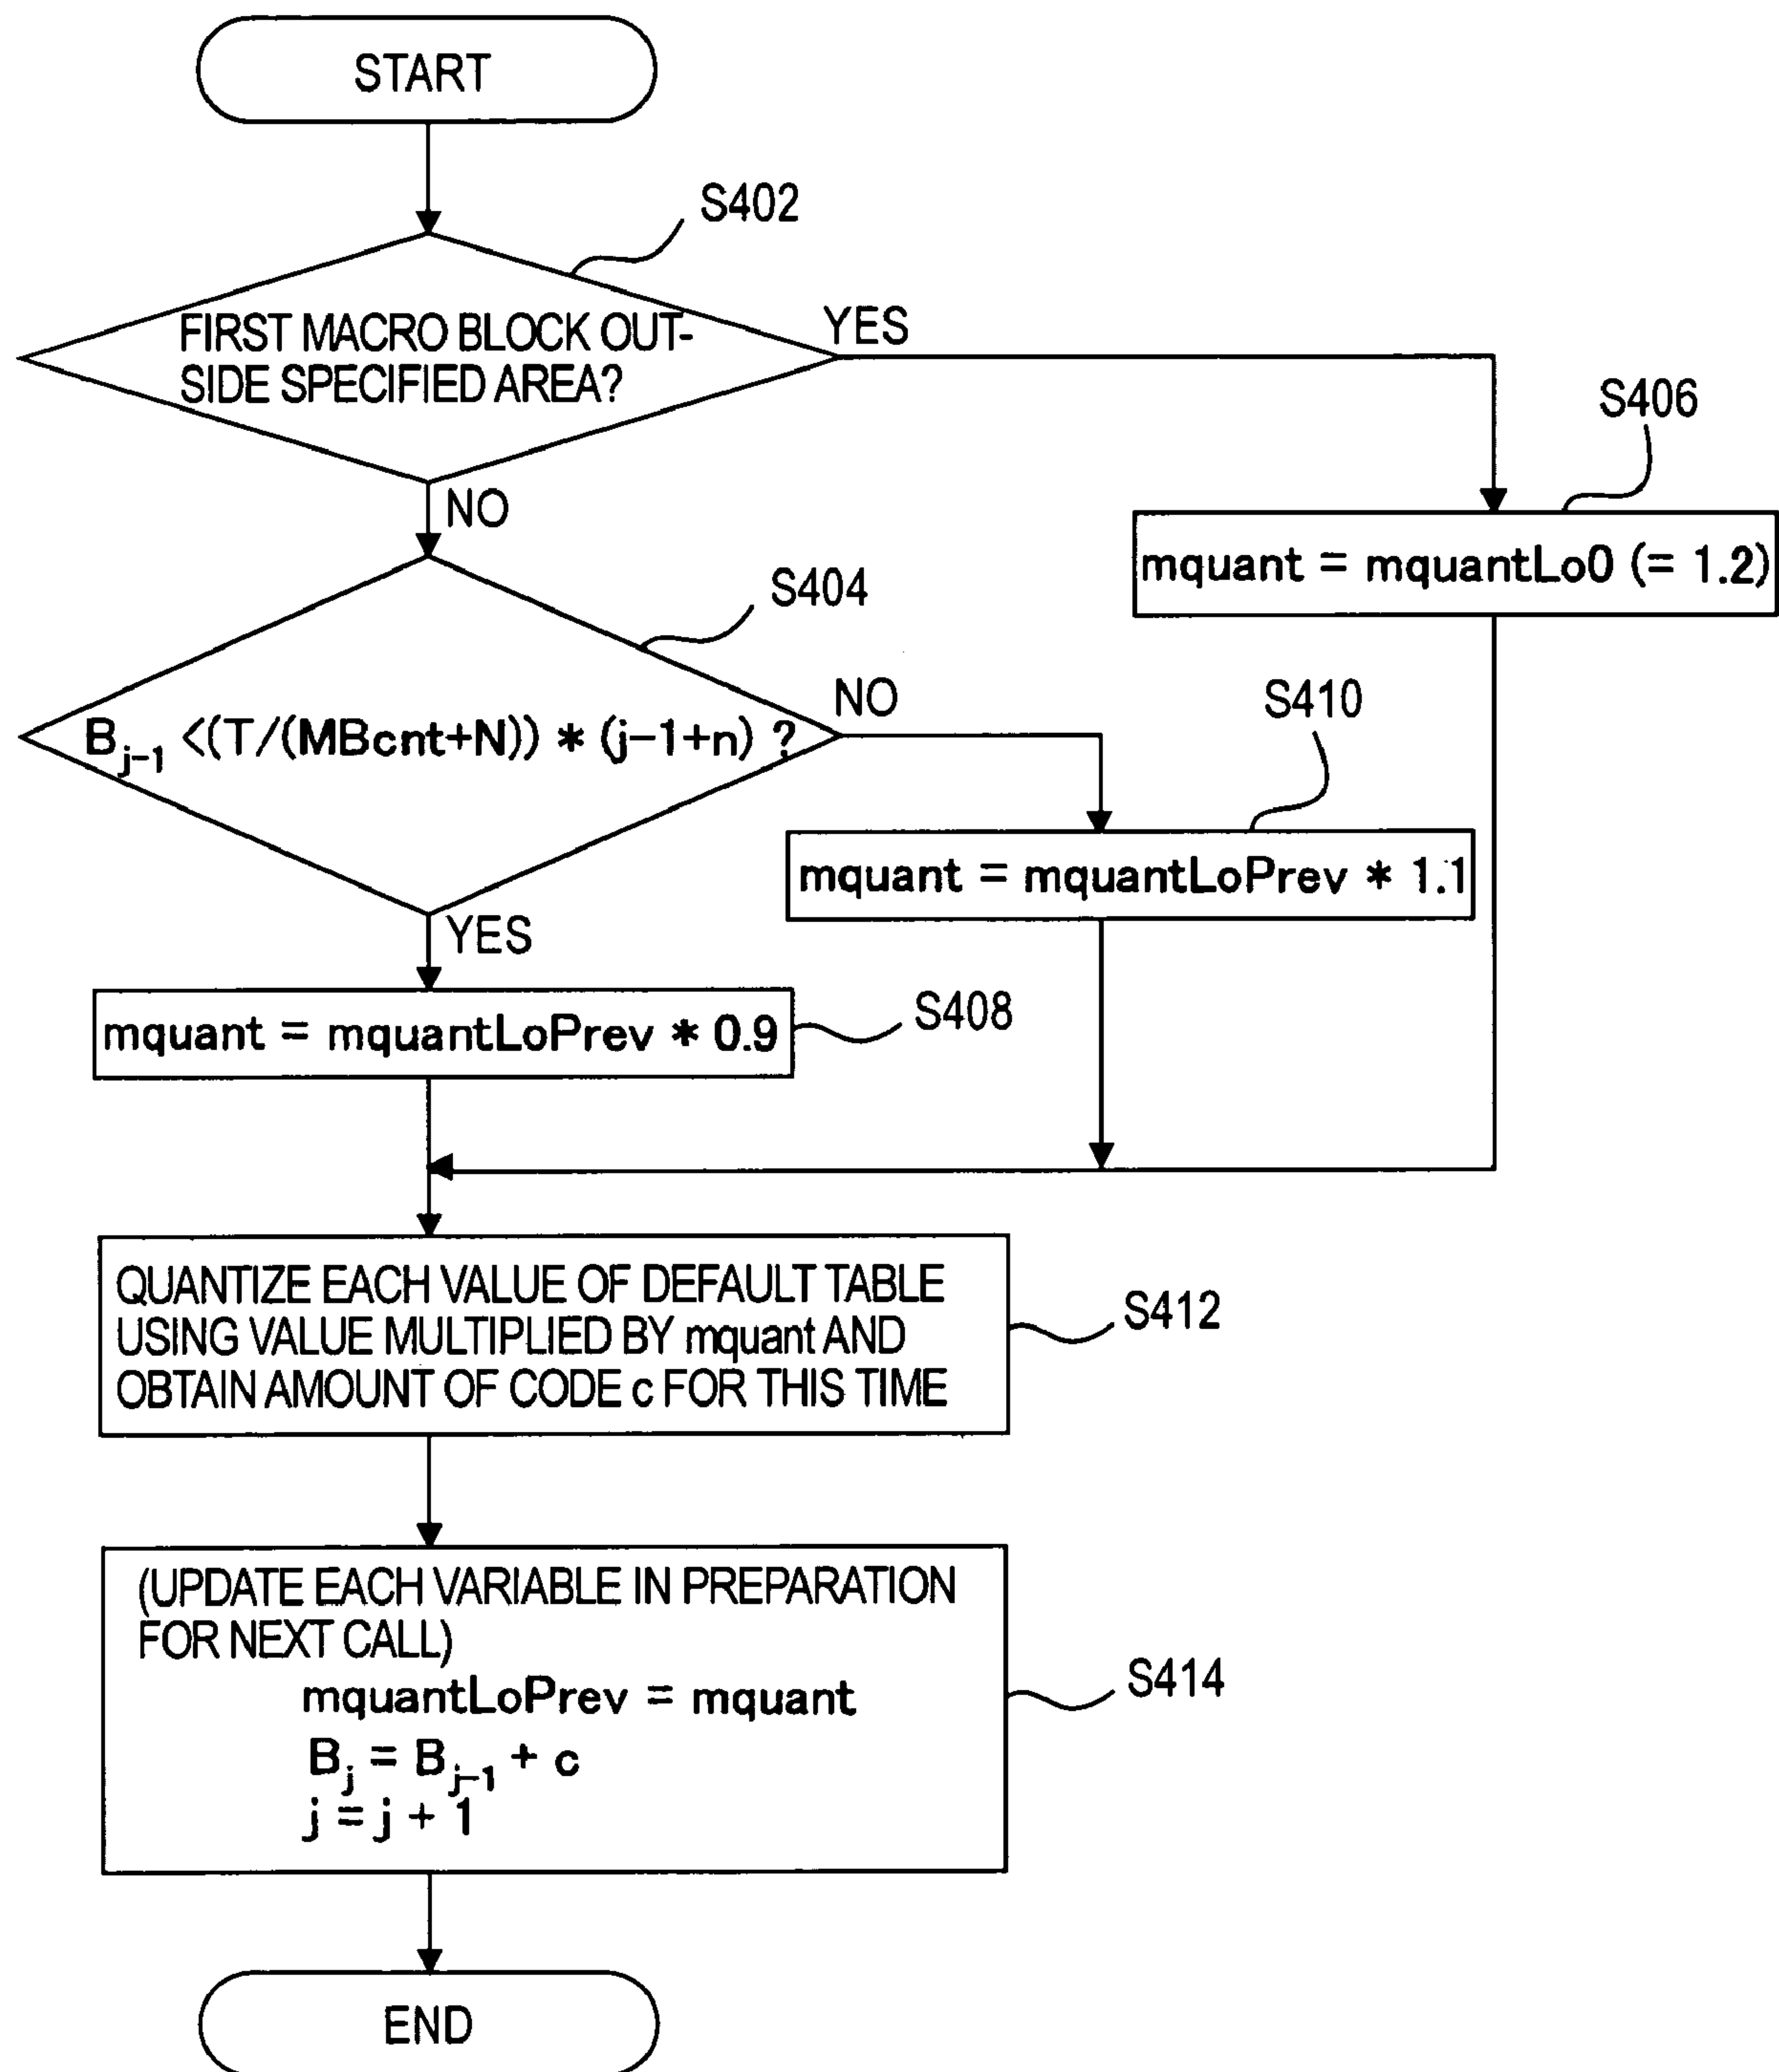 START
S402
FIRST MACRO BLOCK OUT-
SIDE SPECIFIED AREA?
YES
NO
S406
mquant = mquantLo0 (= 1.2)
S404
B_{j-1} <(T/(MBcnt+N)) * (j-1+n) ?
NO
YES
S410
mquant = mquantLoPrev * 1.1
mquant = mquantLoPrev * 0.9
S408
QUANTIZE EACH VALUE OF DEFAULT TABLE
USING VALUE MULTIPLIED BY mquant AND
OBTAIN AMOUNT OF CODE c FOR THIS TIME
S412
(UPDATE EACH VARIABLE IN PREPARATION
FOR NEXT CALL)
mquantLoPrev = mquant
B_j = B_{j-1} + c
j = j + 1
S414
END